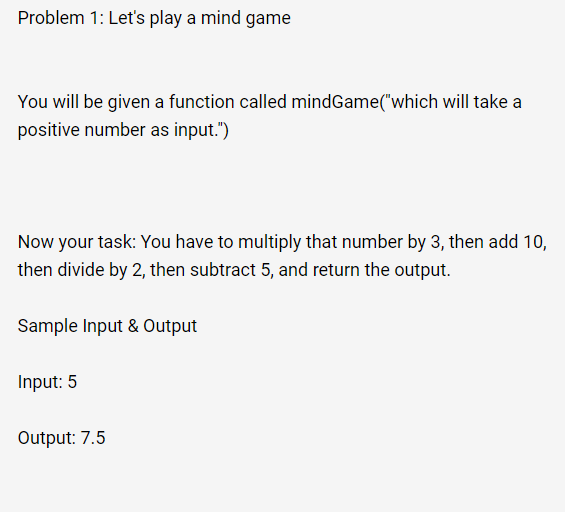 Problem 1: Let's play a mind game
You will be given a function called mindGame("which will take a
positive number as input.")
Now your task: You have to multiply that number by 3, then add 10,
then divide by 2, then subtract 5, and return the output.
Sample Input & Output
Input: 5
Output: 7.5